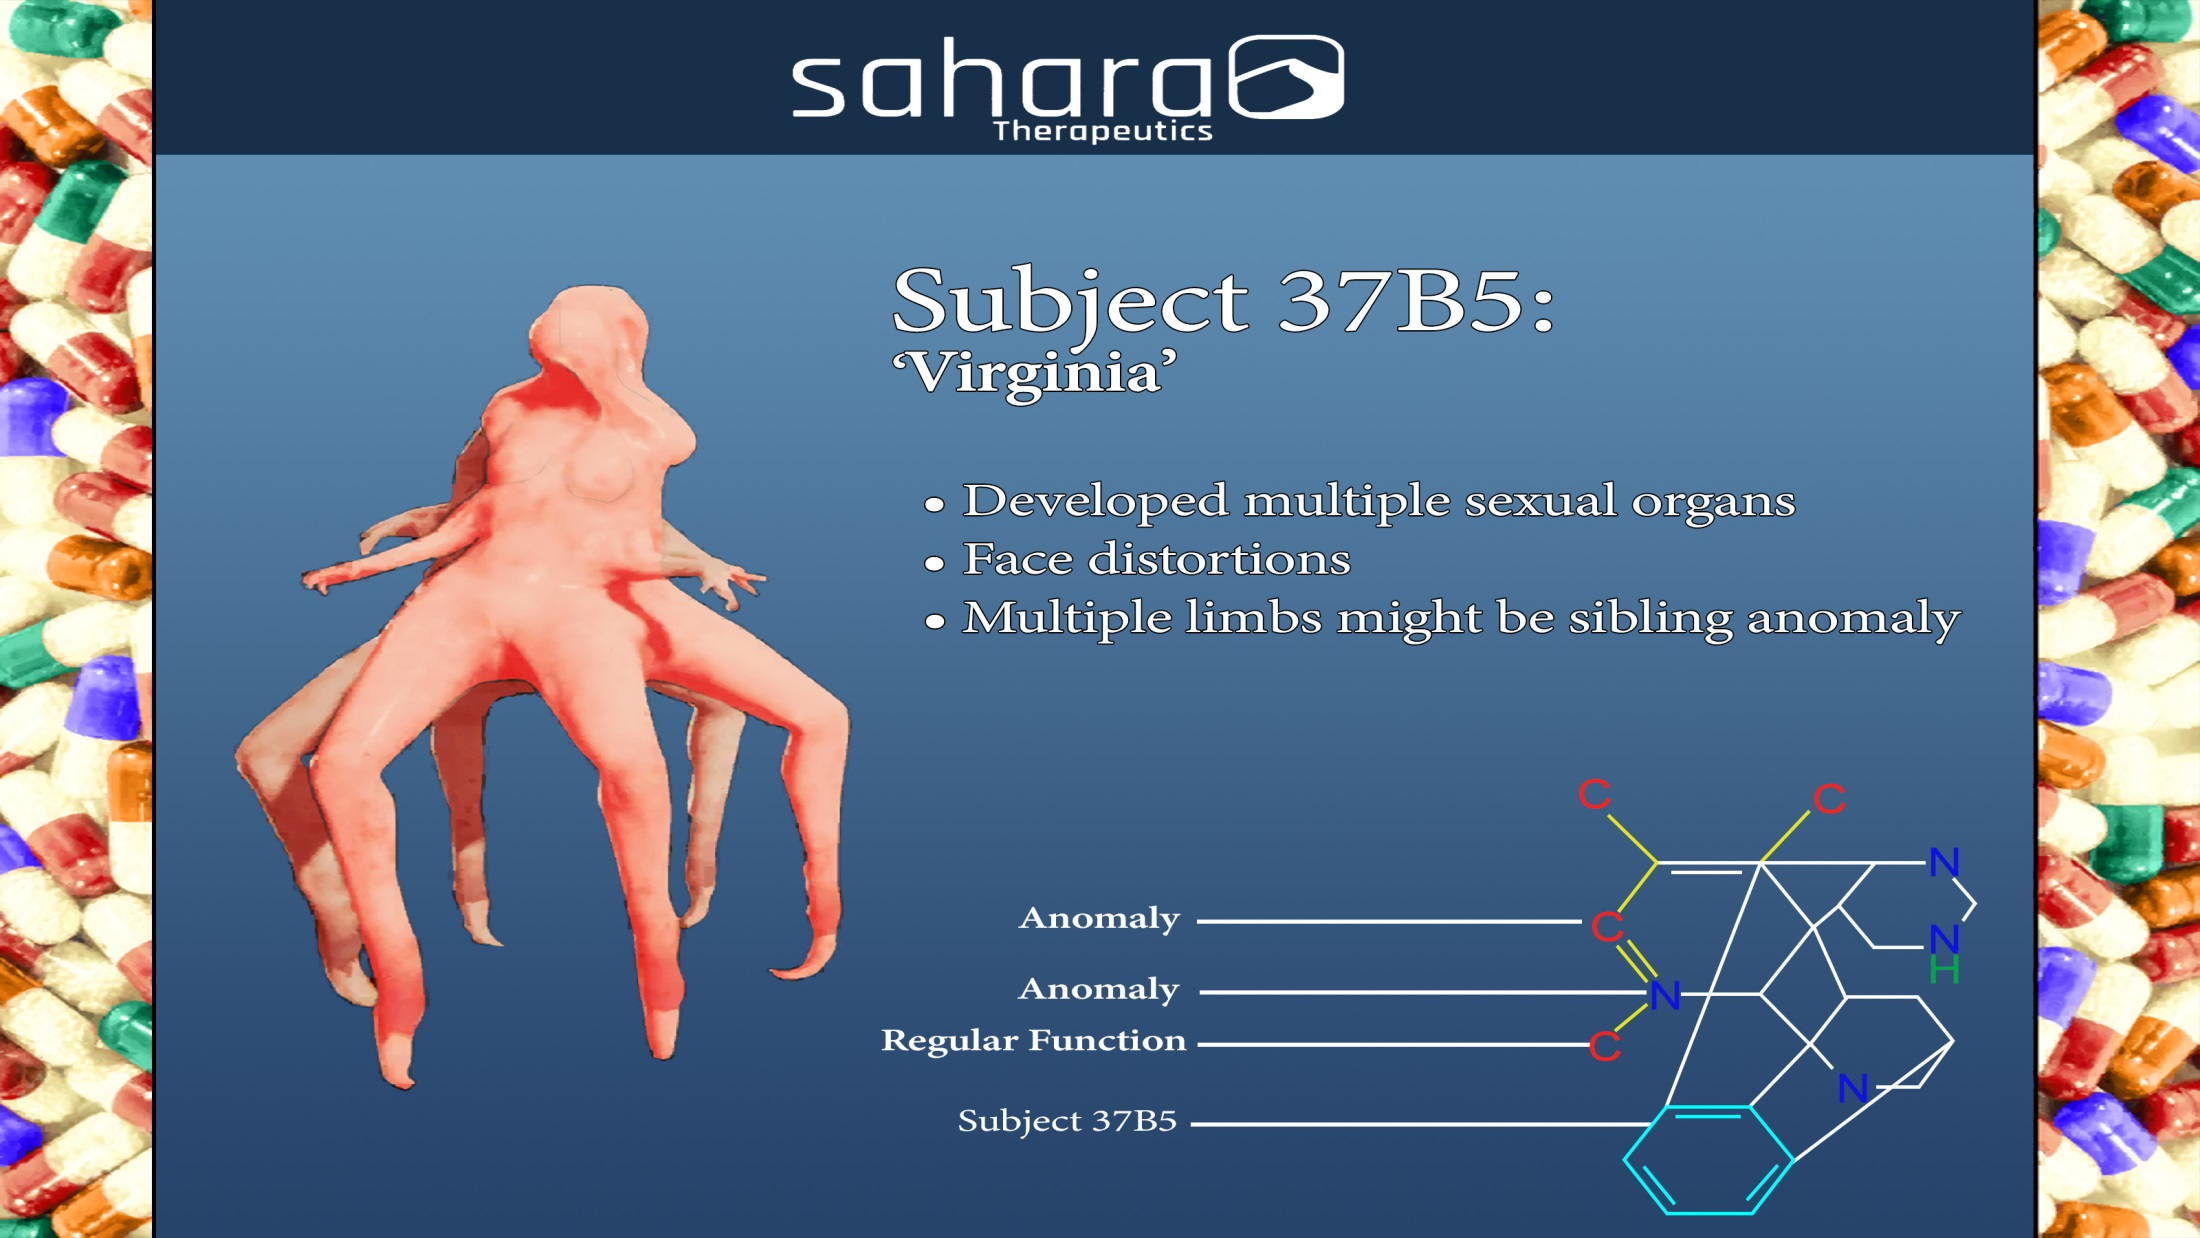 sahara
Therapeutics
Subject 37B5:
‘Virginia’
• Developed multiple sexual organs
• Face distortions
• Multiple limbs might be sibling anomaly
C
C
N
Anomaly
C
N
H
Anomaly
N
Regular Function
C
N
Subject 37B5